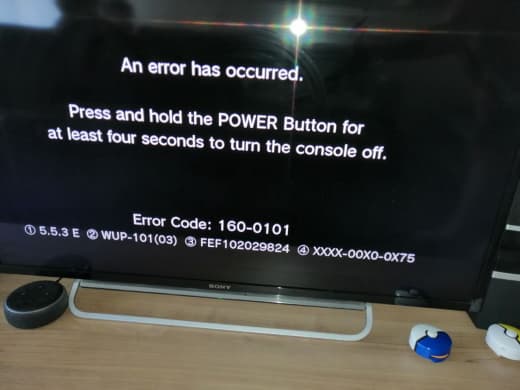 An error has occurred.
Press and hold the POWER Button for
at least four seconds to turn the console off.
Error Code: 160-0101
① 5.5.3 E ② WUP-101(03) ③ FEF102029824 ④ XXXX-00X0-0X75
SONY